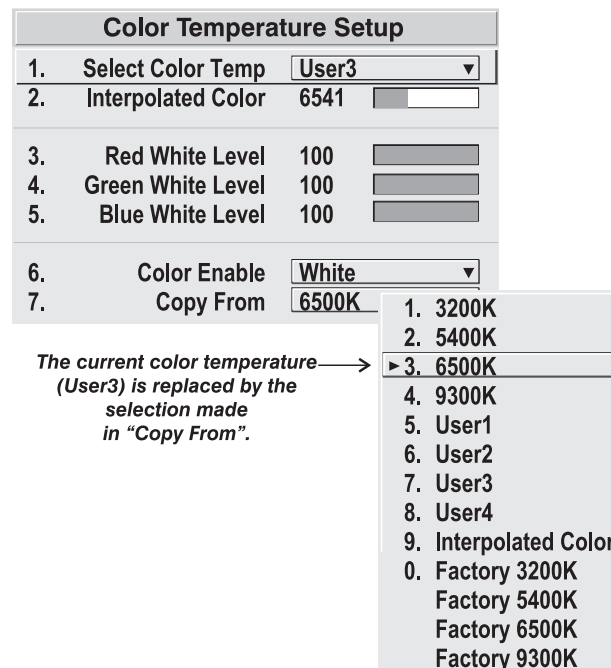 Color Temperature Setup
1. Select Color Temp User3 ▼
2. Interpolated Color 6541
3. Red White Level 100
4. Green White Level 100
5. Blue White Level 100
6. Color Enable White ▼
7. Copy From 6500K
The current color temperature
(User3) is replaced by the
selection made
in “Copy From”.
1. 3200K
2. 5400K
►3. 6500K
4. 9300K
5. User1
6. User2
7. User3
8. User4
9. Interpolated Color
0. Factory 3200K
Factory 5400K
Factory 6500K
Factory 9300K